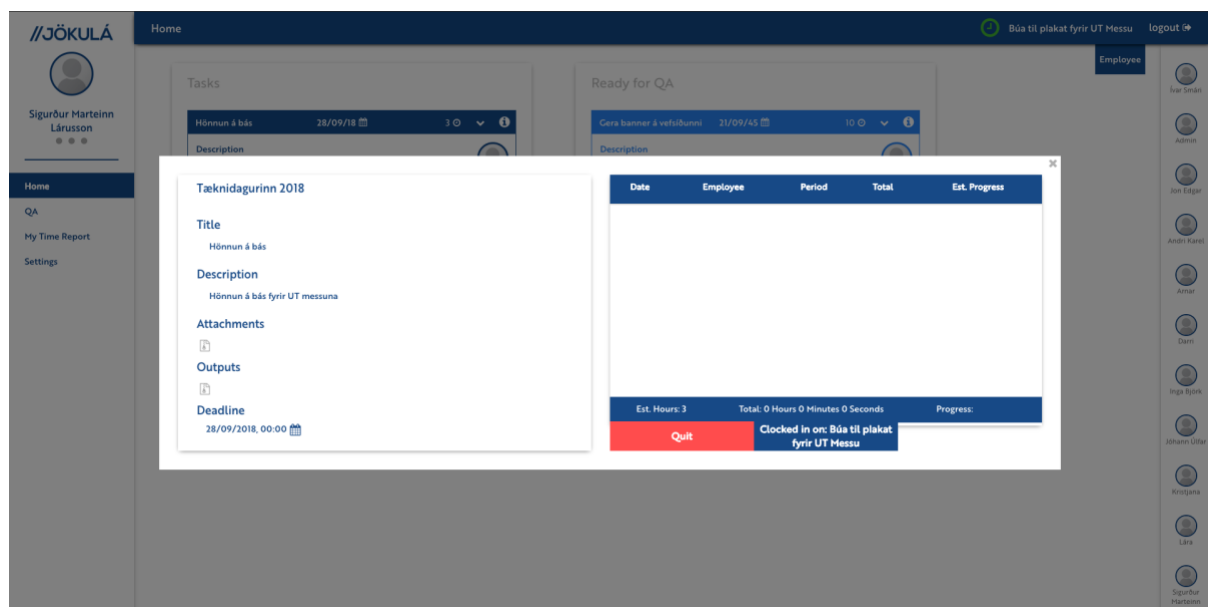 //JÖKULÁ
Home
Búa til plakat fyrir UT Messu
logout
Employee
Sigurður Marteinn
Lárusson
Home
QA
My Time Report
Settings
Tasks
Hönnun á bás 28/09/18 3
Description
Ready for QA
Gera banner á vefsíðunni 21/09/45 10
Description
Tæknidagurinn 2018
Title
Hönnun á bás
Description
Hönnun á bás fyrir UT messuna
Attachments
Outputs
Deadline
28/09/2018, 00:00
Date Employee Period Total Est. Progress
Est. Hours: 3 Total: 0 Hours 0 Minutes 0 Seconds Progress:
Quit
Clocked in on: Búa til plakat
fyrir UT Messu
Ívar Smán
Admin
Jon Edgar
Andri Karel
Arnar
Darri
Inga Björk
Jóhann Úlfar
Kristjana
Lára
Sigurður
Marteinn